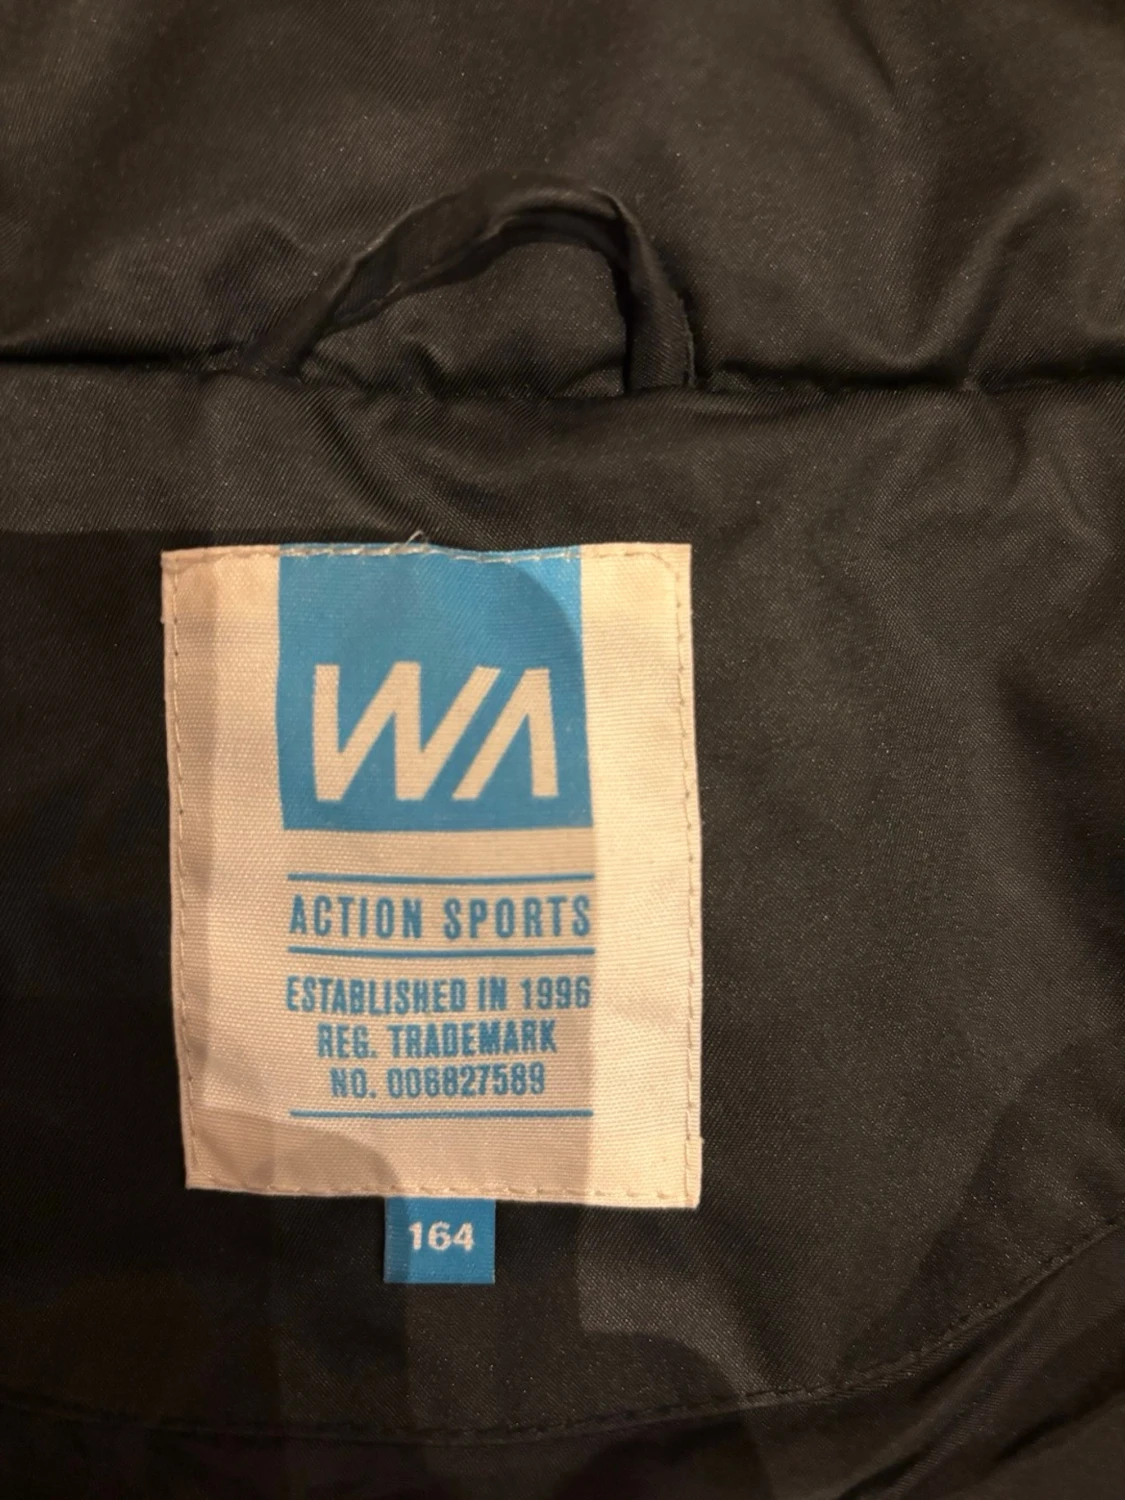 WA
ACTION SPORTS
ESTABLISHED IN 1996
REG. TRADEMARK
NO. 006827589
164